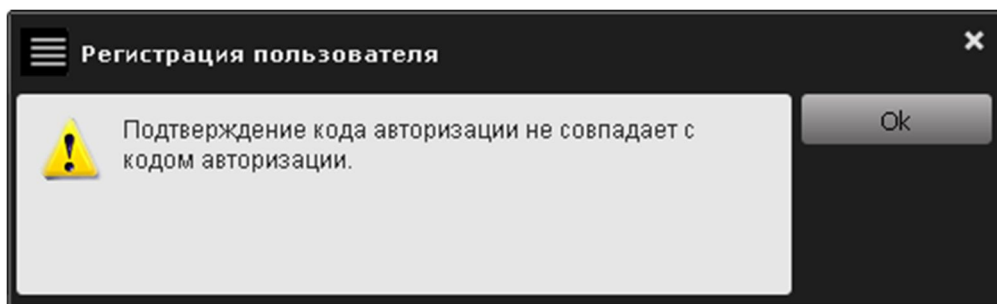 Регистрация пользователя
Подтверждение кода авторизации не совпадает с
кодом авторизации.
Ok